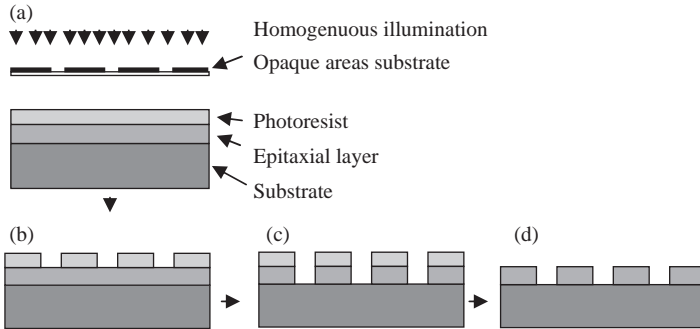 (a)
Homogenuous illumination
Opaque areas substrate
Photoresist
Epitaxial layer
Substrate
(b)
(c)
(d)